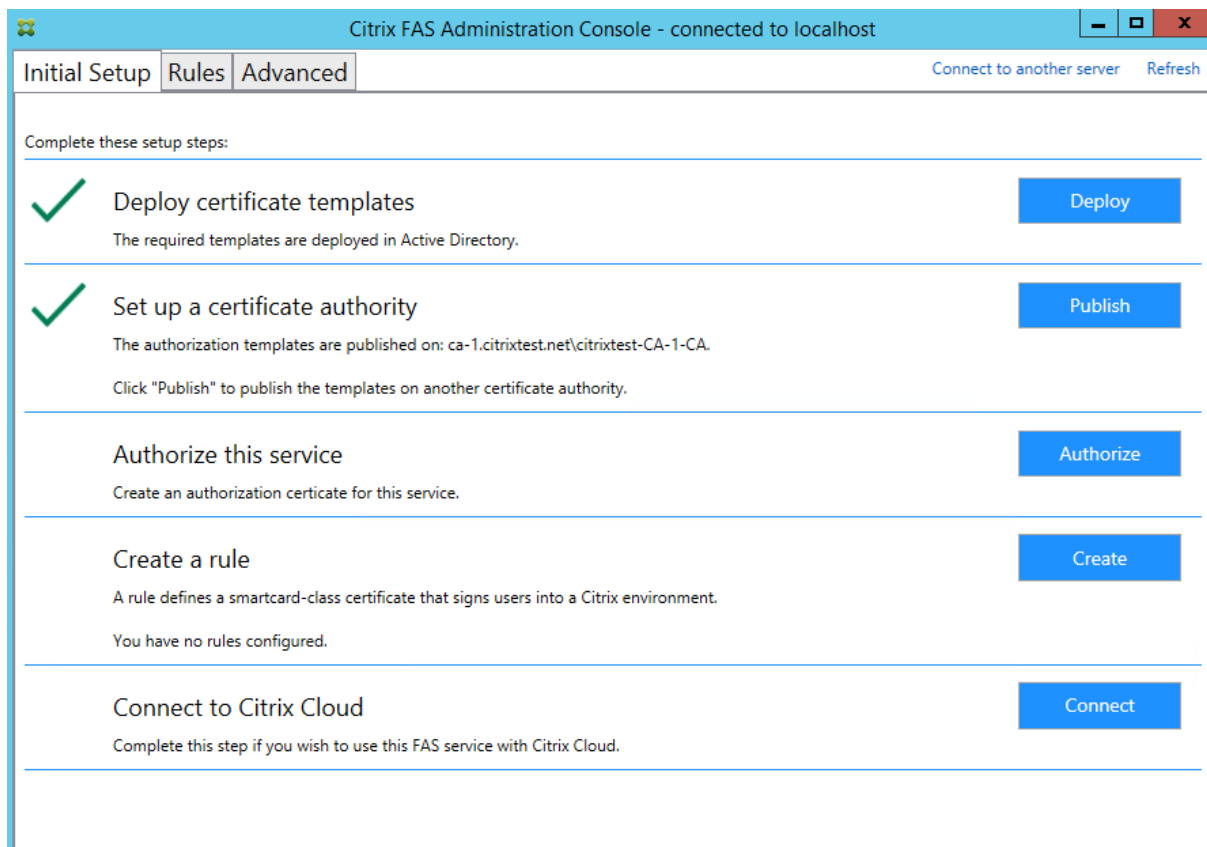 Citrix FAS Administration Console - connected to localhost
Initial Setup Rules Advanced Connect to another server Refresh
Complete these setup steps:
Deploy certificate templates
Deploy
The required templates are deployed in Active Directory.
Set up a certificate authority
Publish
The authorization templates are published on: ca-1.citrixtest.net\citrixtest-CA-1-CA.
Click "Publish" to publish the templates on another certificate authority.
Authorize this service
Authorize
Create an authorization certicate for this service.
Create a rule
Create
A rule defines a smartcard-class certificate that signs users into a Citrix environment.
You have no rules configured.
Connect to Citrix Cloud
Connect
Complete this step if you wish to use this FAS service with Citrix Cloud.